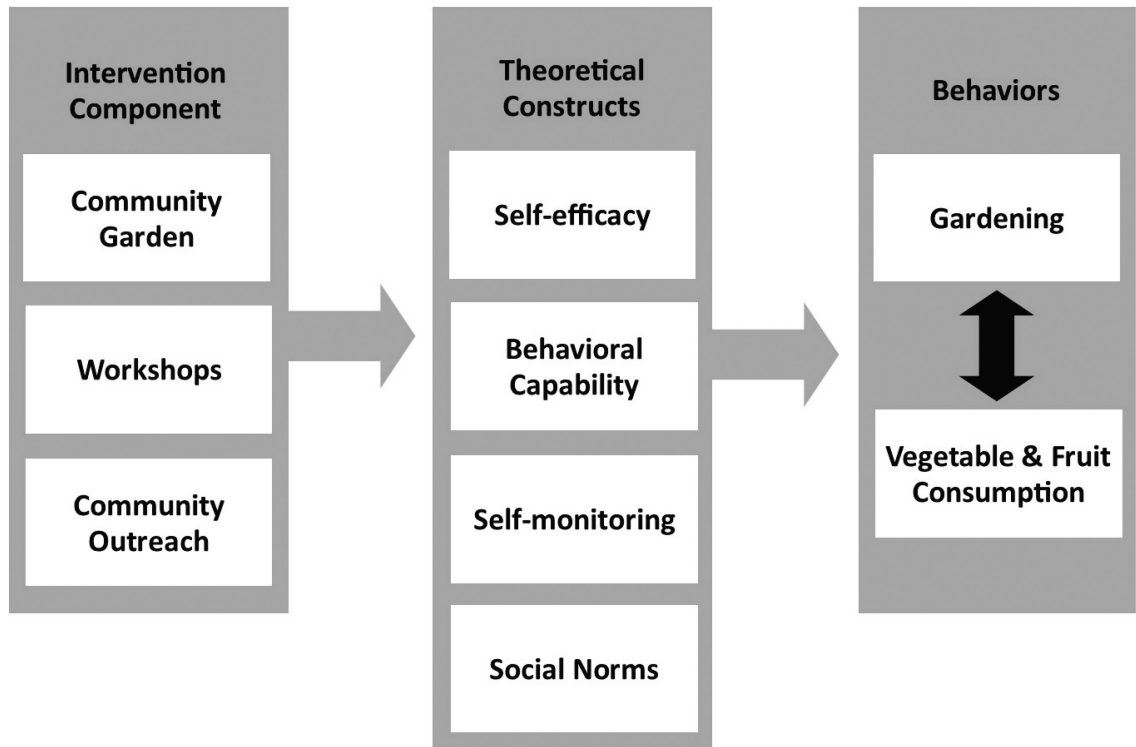 Intervention
Component
Community
Garden
Workshops
Community
Outreach
Theoretical
Constructs
Self-efficacy
Behavioral
Capability
Self-monitoring
Social Norms
Behaviors
Gardening
Vegetable & Fruit
Consumption